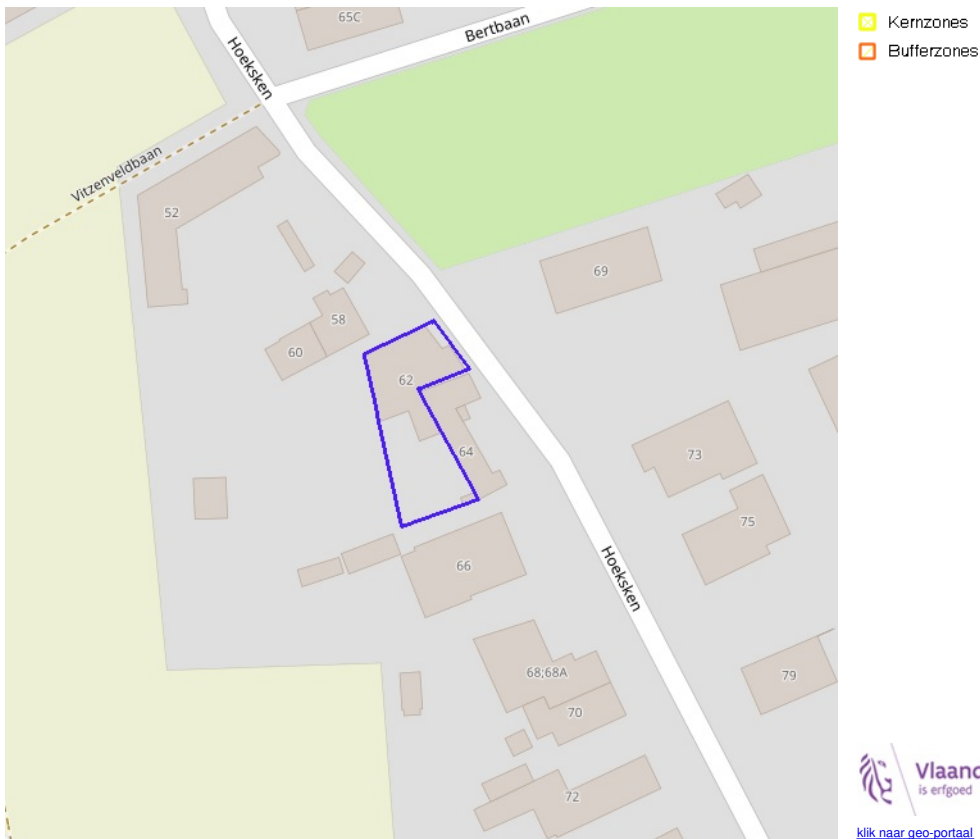 65C
Bertbaan
Hoeksken
Vitzenveldbaan
52
69
58
60
62
64
73
75
66
Hoeksken
68;68A
79
70
72
Kernzones
Bufferzones
Vlaanc
is erfgoed
klik naar geo-portaal